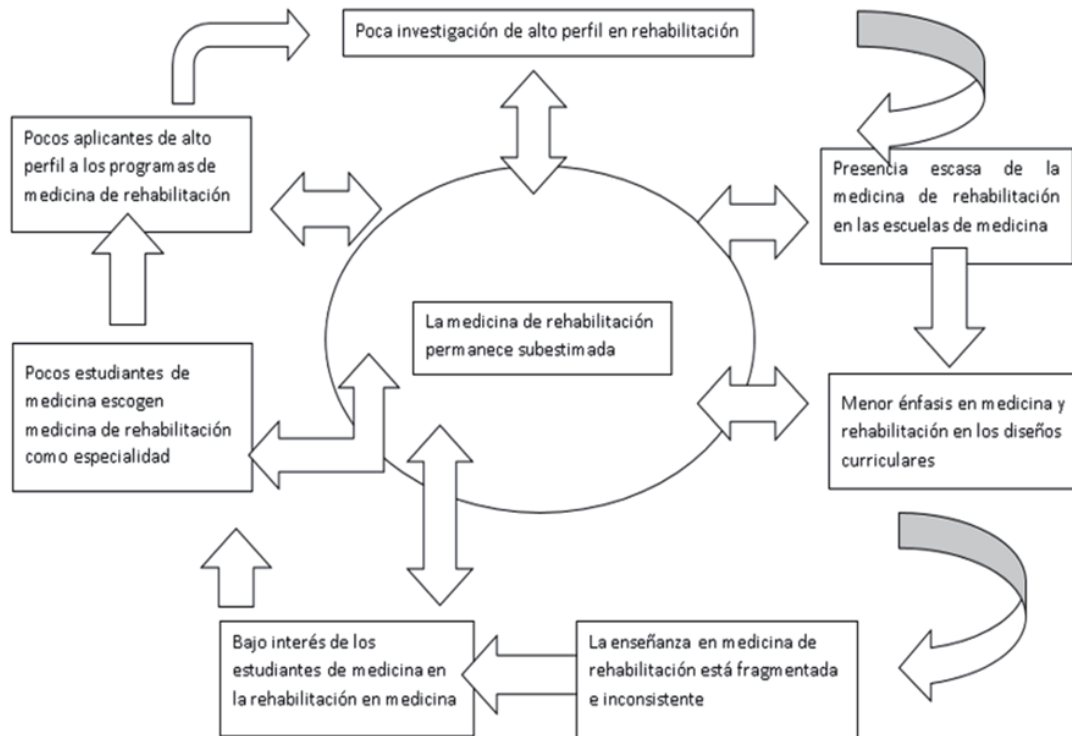 Poca investigación de alto perfil en rehabilitación
Pocos aplicantes de alto
perfil a los programas de
medicina de rehabilitación
Presencia escasa de la
medicina de rehabilitación
en las escuelas de medicina
La medicina de rehabilitación
permanece subestimada
Pocos estudiantes de
medicina escogen
medicina de rehabilitación
como especialidad
Menor énfasis en medicina y
rehabilitación en los diseños
curriculares
Bajo interés de los
estudiantes de medicina en
la rehabilitación en medicina
La enseñanza en medicina de
rehabilitación está fragmentada
e inconsistente